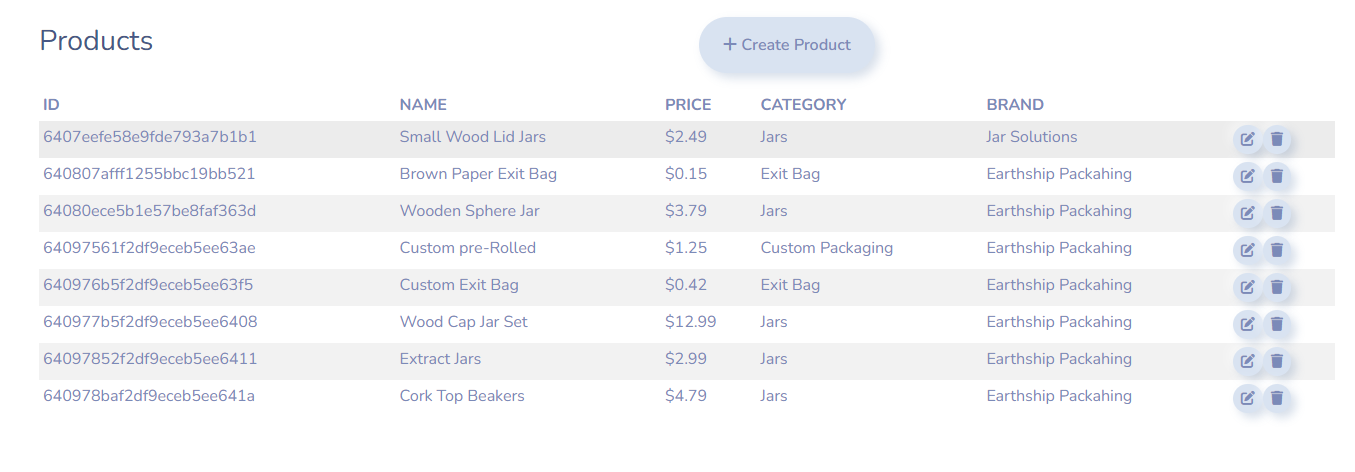 Products
Create Product
ID NAME PRICE CATEGORY BRAND
6407eefe58e9fde793a7b1b1 Small Wood Lid Jars $2.49 Jars Jar Solutions
640807afff1255bbc19bb521 Brown Paper Exit Bag $0.15 Exit Bag Earthship Packahing
64080ece5b1e57be8faf363d Wooden Sphere Jar $3.79 Jars Earthship Packahing
64097561f2df9eceb5ee63ae Custom pre-Rolled $1.25 Custom Packaging Earthship Packahing
640976b5f2df9eceb5ee63f5 Custom Exit Bag $0.42 Exit Bag Earthship Packahing
640977b5f2df9eceb5ee6408 Wood Cap Jar Set $12.99 Jars Earthship Packahing
64097852f2df9eceb5ee6411 Extract Jars $2.99 Jars Earthship Packahing
640978baf2df9eceb5ee641a Cork Top Beakers $4.79 Jars Earthship Packahing